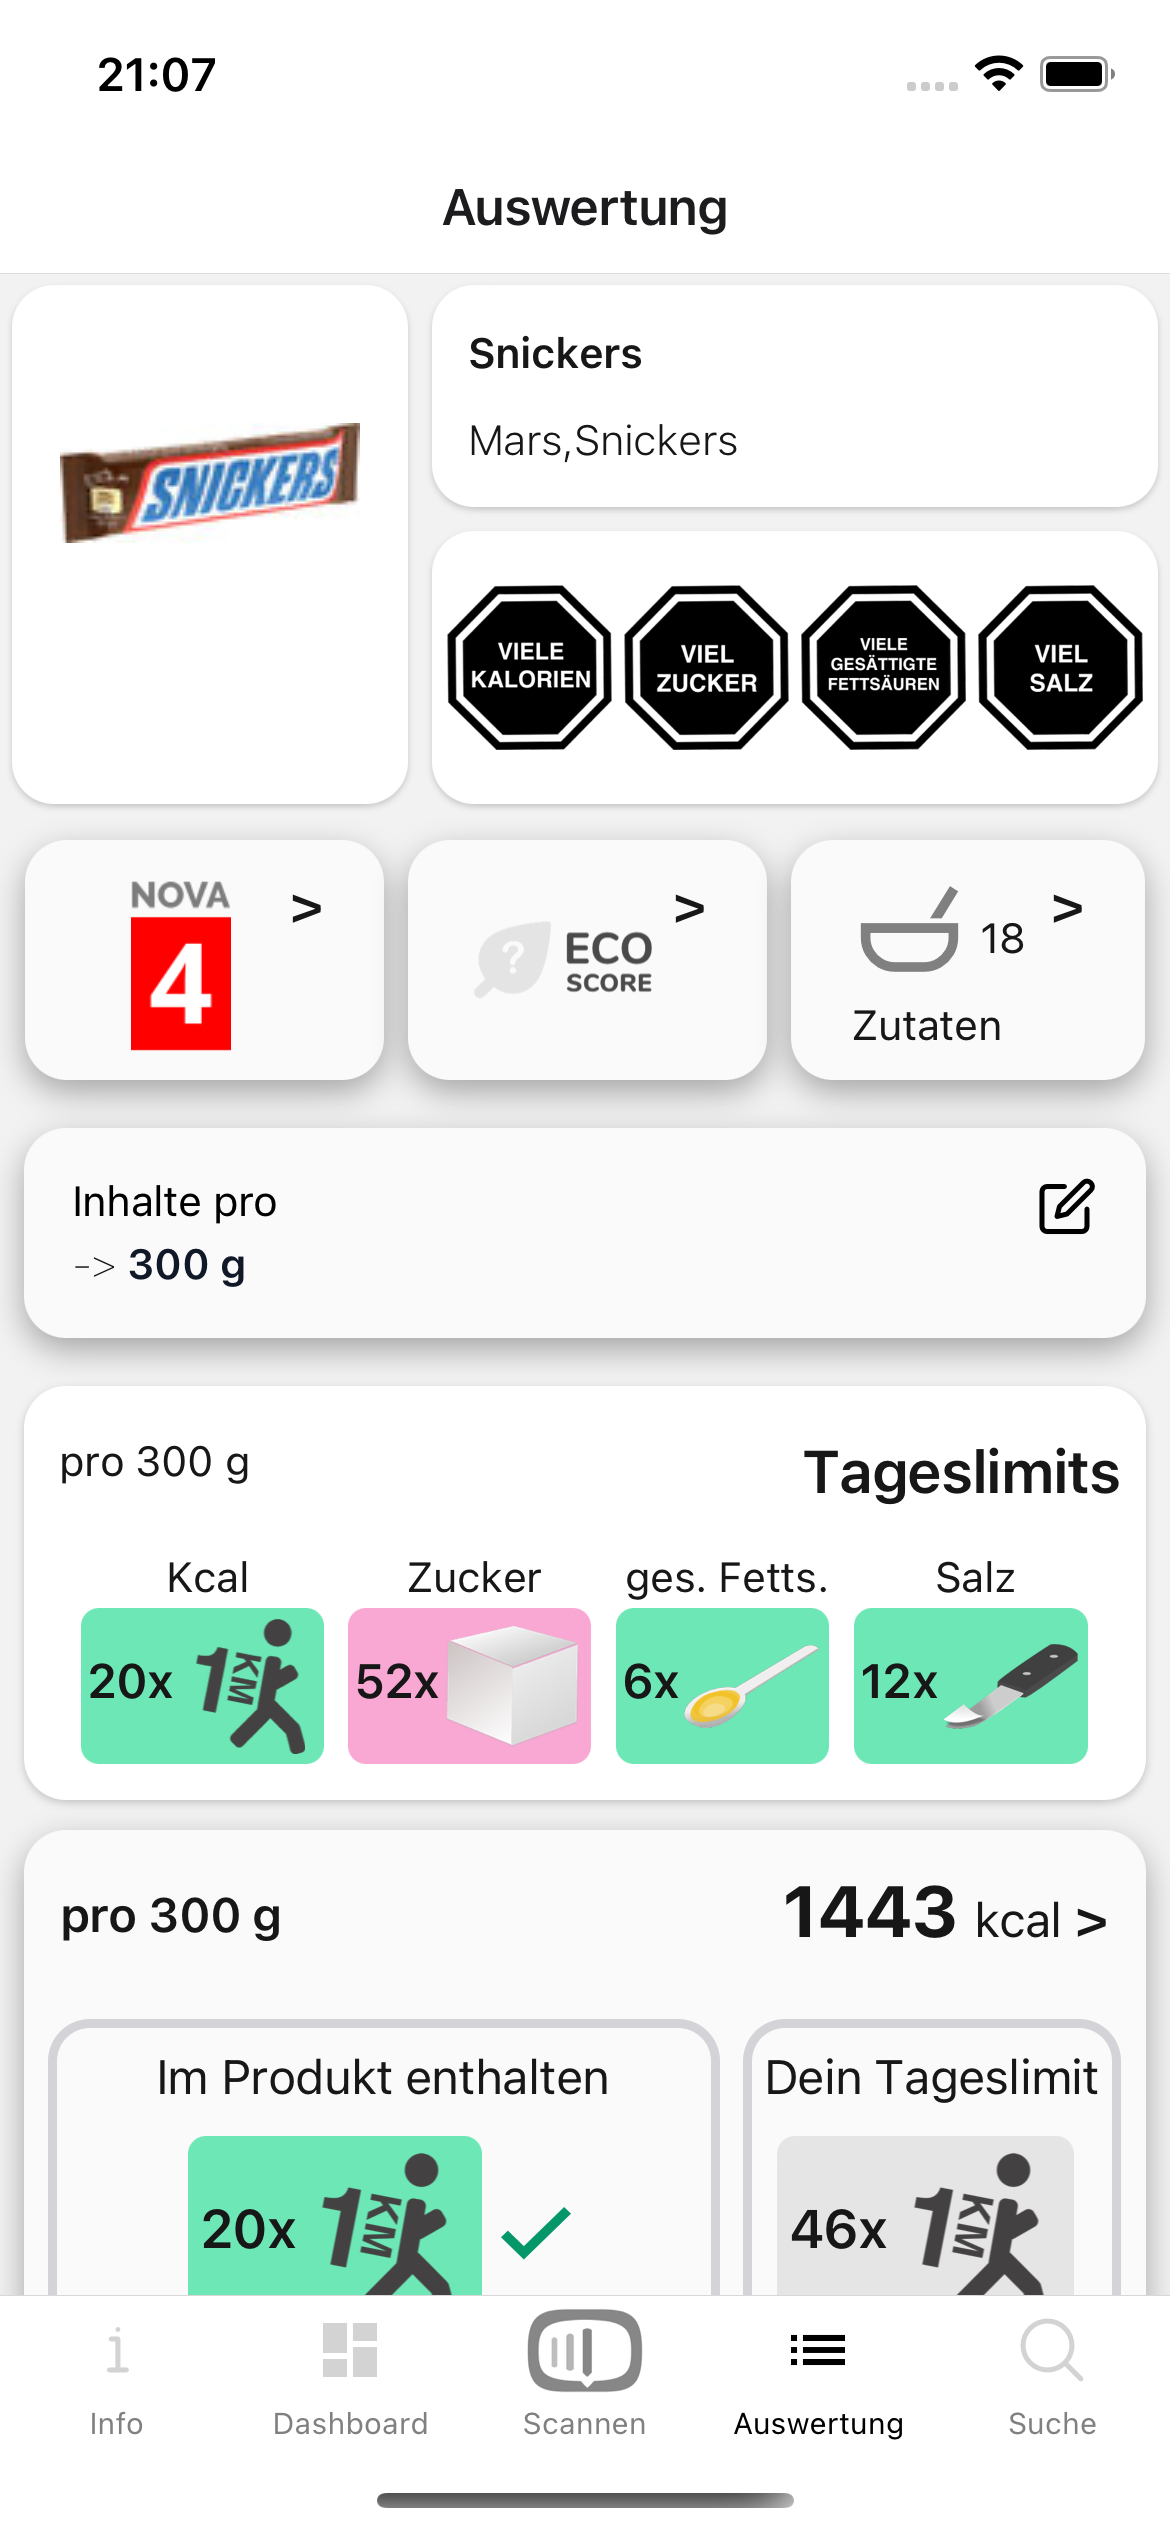 21:07
Auswertung
SNICKERS
Snickers
Mars,Snickers
VIELE
KALORIEN
VIEL
ZUCKER
VIELE
GESÄTTIGTE
FETTSÄUREN
VIEL
SALZ
NOVA
4
>
?
ECO
SCORE
>
18
>
Zutaten
Inhalte pro
-> 300 g
pro 300 g
Tageslimits
Kcal
Zucker
ges. Fetts.
Salz
20x
1 KM
52x
6x
12x
pro 300 g
1443 kcal >
Im Produkt enthalten
20x
1 KM
Dein Tageslimit
46x
1 KM
Info
Dashboard
Scannen
Auswertung
Suche